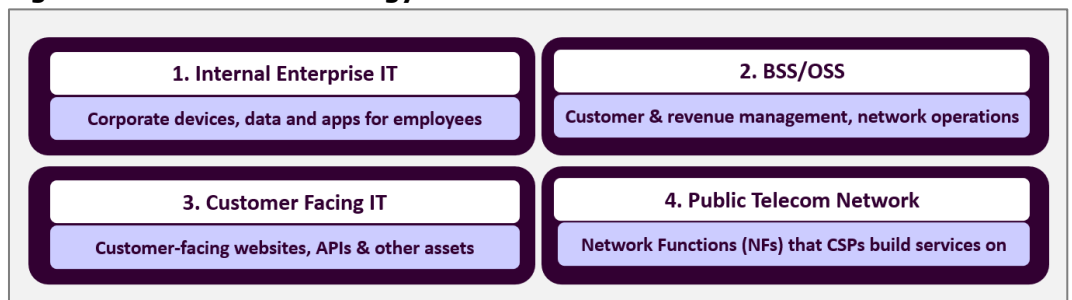 1. Internal Enterprise IT
Corporate devices, data and apps for employees
2. BSS/OSS
Customer & revenue management, network operations
3. Customer Facing IT
Customer-facing websites, APIs & other assets
4. Public Telecom Network
Network Functions (NFs) that CSPs build services on